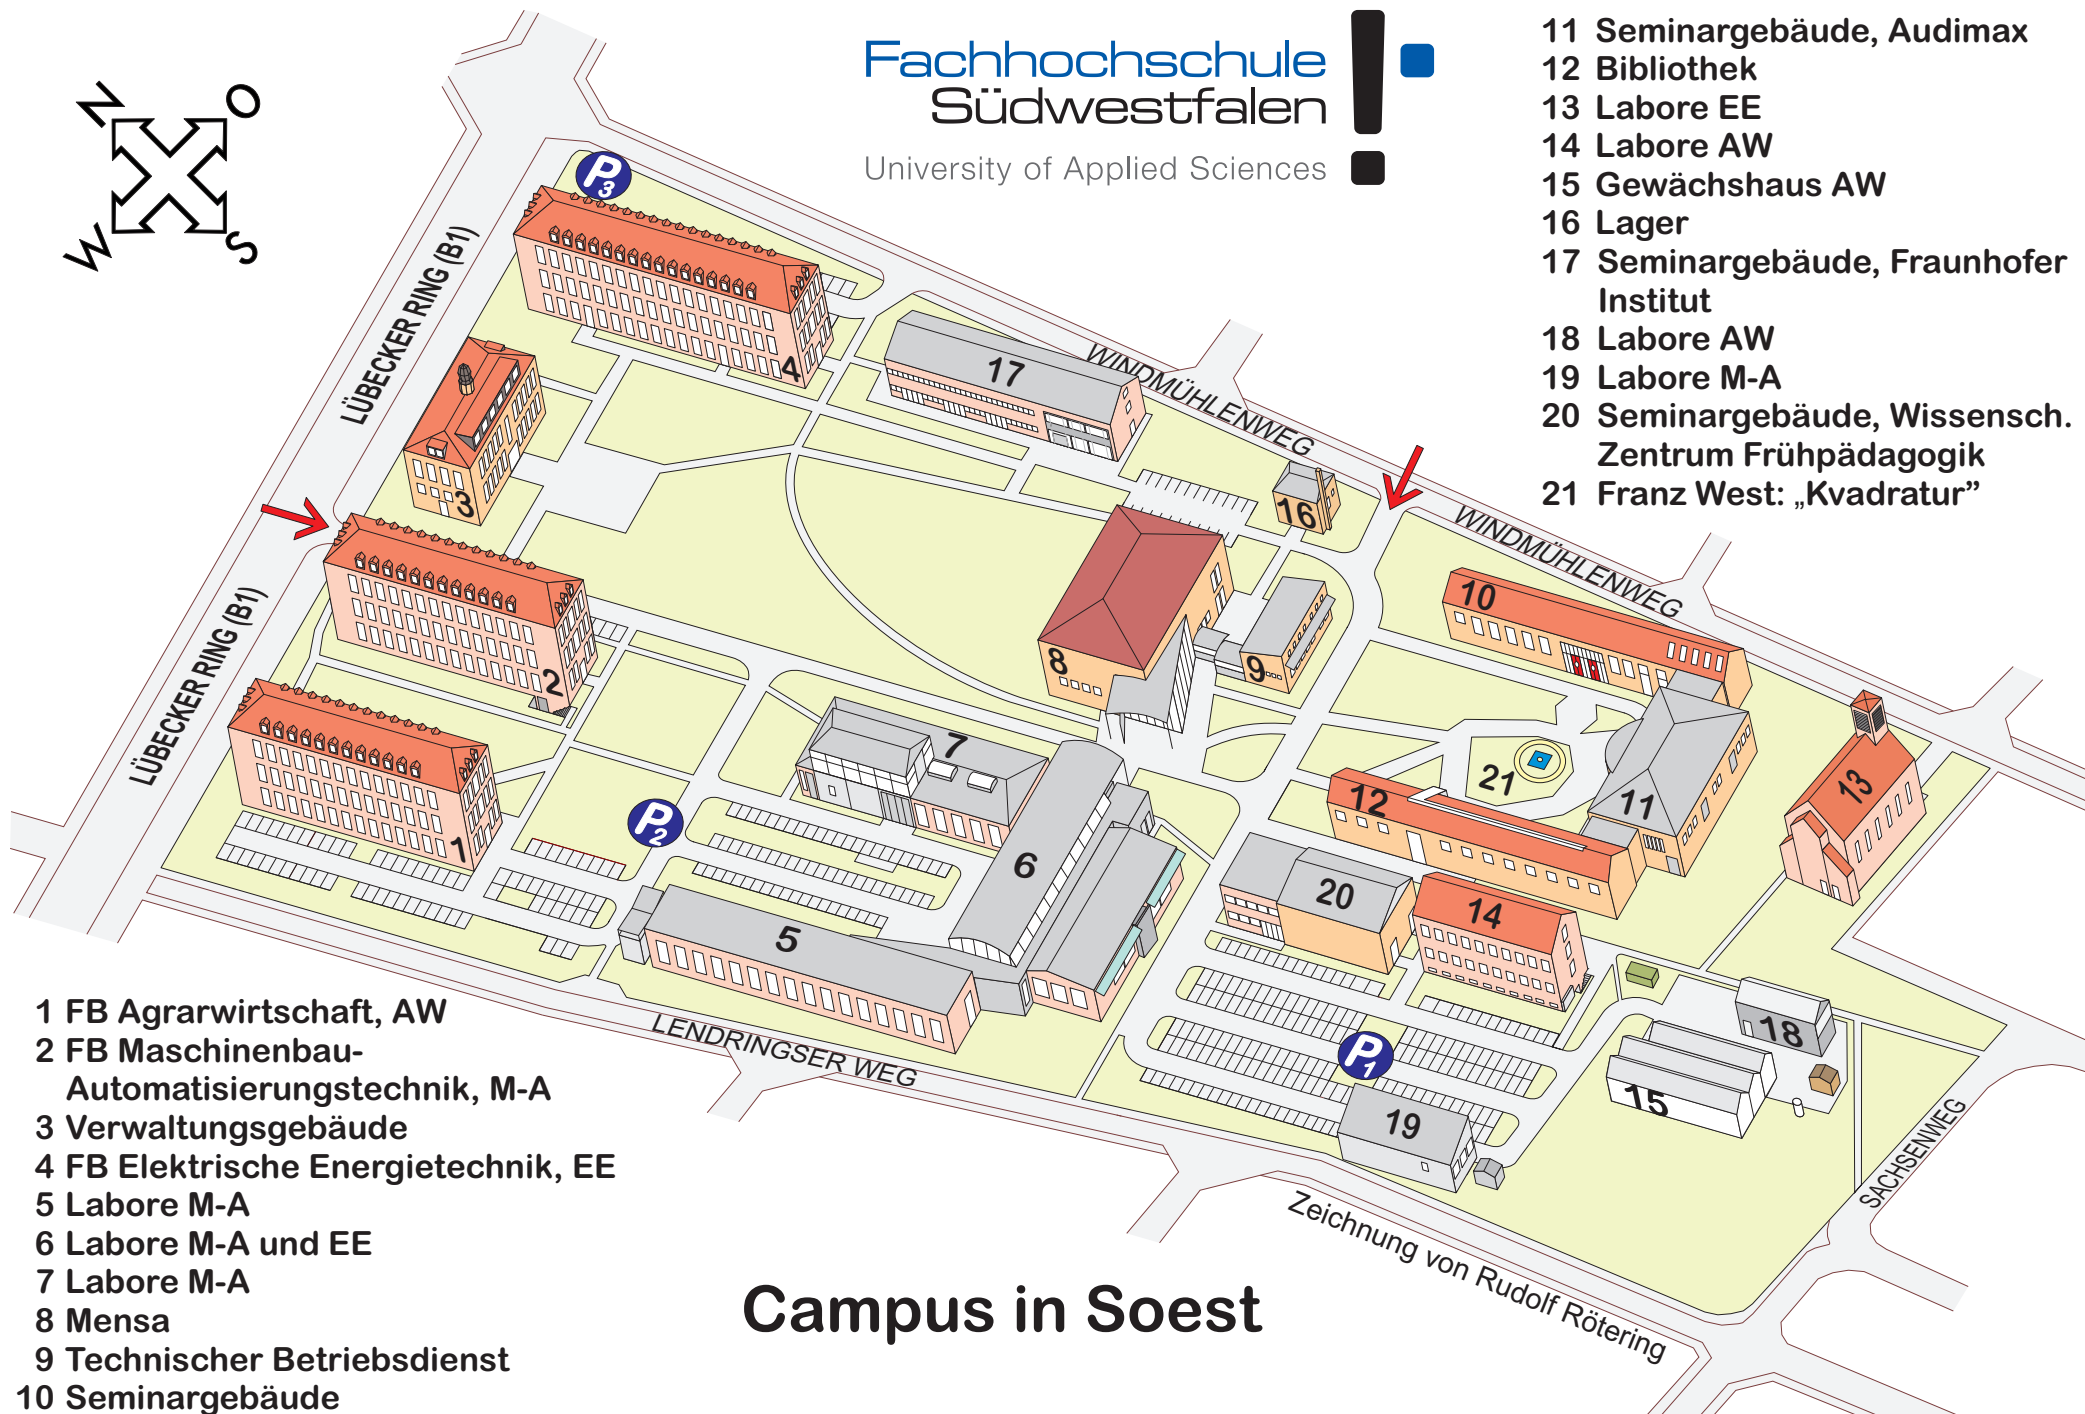 Fachhochschule
Südwestfalen
University of Applied Sciences
N
O
W
S
11 Seminargebäude, Audimax
12 Bibliothek
13 Labore EE
14 Labore AW
15 Gewächshaus AW
16 Lager
17 Seminargebäude, Fraunhofer
Institut
18 Labore AW
19 Labore M-A
20 Seminargebäude, Wissensch.
Zentrum Frühpädagogik
21 Franz West: „Kvadratur”
P3
LÜBECKER RING (B1)
4
17
WINDMÜHLENWEG
3
16
WINDMÜHLENWEG
10
LÜBECKER RING (B1)
2
8
9
7
21
11
12
13
1
P2
6
5
20
14
18
15
P1
19
LENDRINGSER WEG
SACHSENWEG
Zeichnung von Rudolf Rötering
1 FB Agrarwirtschaft, AW
2 FB Maschinenbau-
Automatisierungstechnik, M-A
3 Verwaltungsgebäude
4 FB Elektrische Energietechnik, EE
5 Labore M-A
6 Labore M-A und EE
7 Labore M-A
8 Mensa
9 Technischer Betriebsdienst
10 Seminargebäude
Campus in Soest